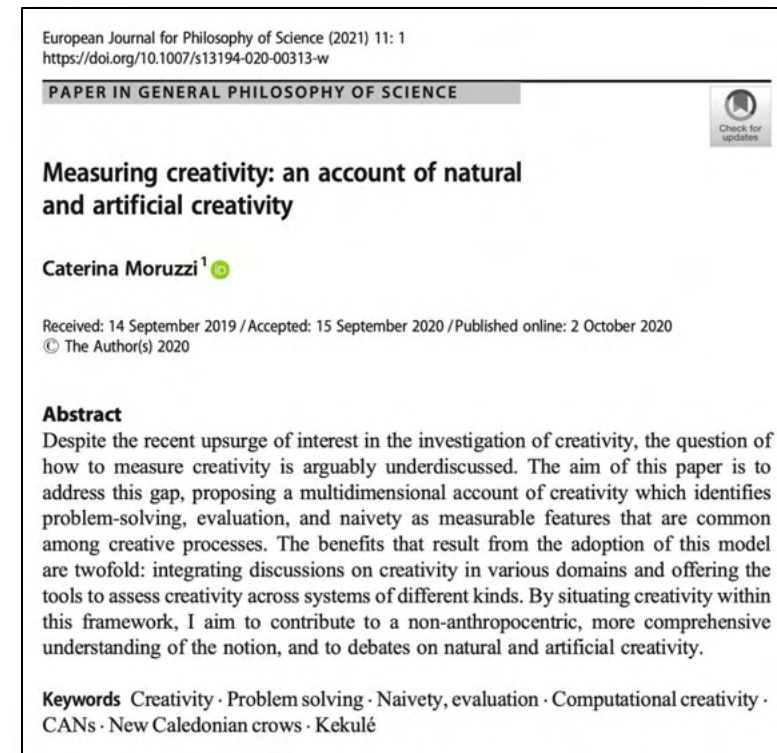 European Journal for Philosophy of Science (2021) 11: 1
https://doi.org/10.1007/s13194-020-00313-w
PAPER IN GENERAL PHILOSOPHY OF SCIENCE
Check for
updates
Measuring creativity: an account of natural
and artificial creativity
Caterina Moruzzi 1 iD
Received: 14 September 2019 / Accepted: 15 September 2020 / Published online: 2 October 2020
© The Author(s) 2020
Abstract
Despite the recent upsurge of interest in the investigation of creativity, the question of
how to measure creativity is arguably underdiscussed. The aim of this paper is to
address this gap, proposing a multidimensional account of creativity which identifies
problem-solving, evaluation, and naivety as measurable features that are common
among creative processes. The benefits that result from the adoption of this model
are twofold: integrating discussions on creativity in various domains and offering the
tools to assess creativity across systems of different kinds. By situating creativity within
this framework, I aim to contribute to a non-anthropocentric, more comprehensive
understanding of the notion, and to debates on natural and artificial creativity.
Keywords Creativity · Problem solving · Naivety, evaluation · Computational creativity ·
CANs · New Caledonian crows · Kekulé